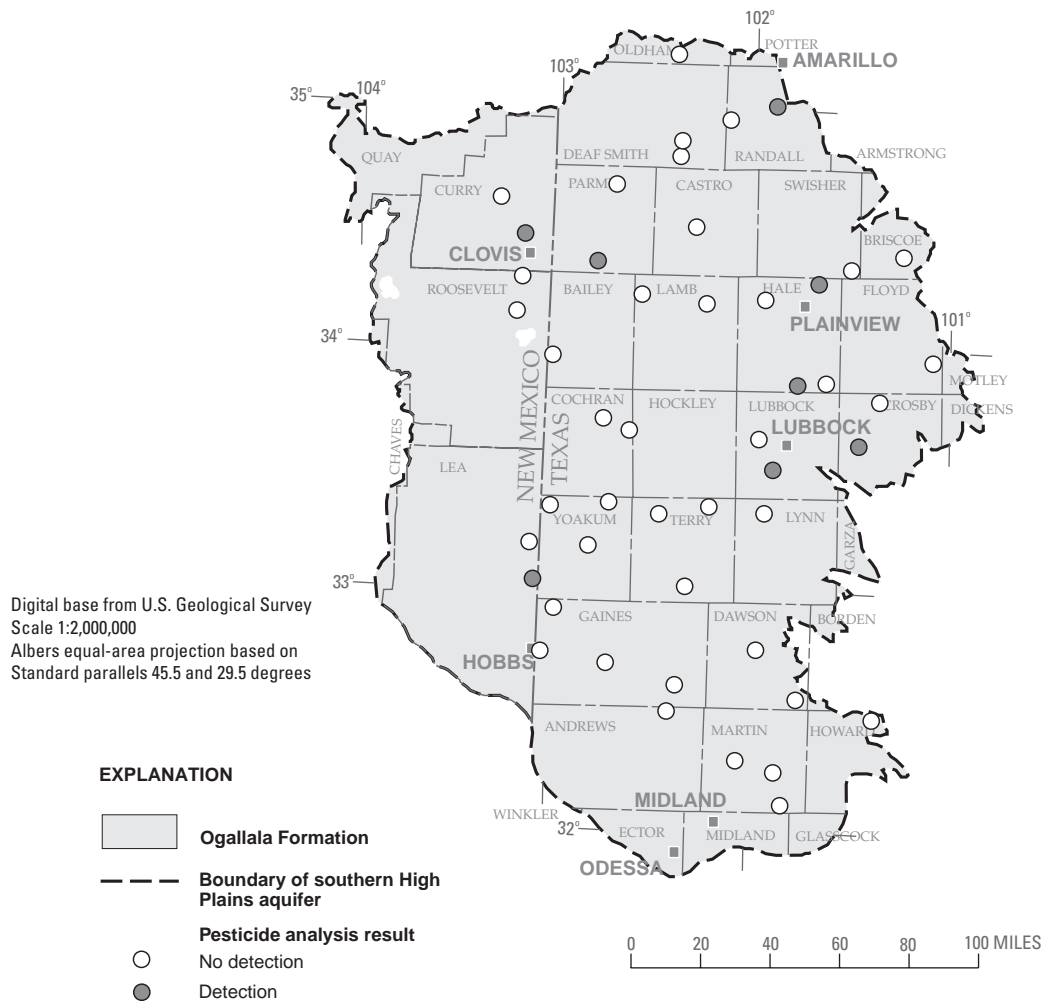 102°
OLDHAM
POTTER
AMARILLO
103°
35°
104°
QUAY
DEAF SMITH
RANDALL
ARMSTRONG
CURRY
PARM
CASTRO
SWISHER
BRISCOE
CLOVIS
ROOSEVELT
BAILEY
LAMB
HALE
FLOYD
PLAINVIEW
34°
101°
MOTLEY
NEW MEXICO
TEXAS
COCHRAN
HOCKLEY
LUBBOCK
CROSBY
DICKENS
LUBBOCK
CHAVES
LEA
YOAKUM
TERRY
LYNN
GARZA
33°
Digital base from U.S. Geological Survey
Scale 1:2,000,000
Albers equal-area projection based on
Standard parallels 45.5 and 29.5 degrees
GAINES
DAWSON
BORDEN
HOBBS
ANDREWS
MARTIN
HOWARD
EXPLANATION
MIDLAND
WINKLER
32°
ECTOR
MIDLAND
GLASSCOCK
ODESSA
Ogallala Formation
Boundary of southern High
Plains aquifer
Pesticide analysis result
No detection
Detection
0 20 40 60 80 100 MILES